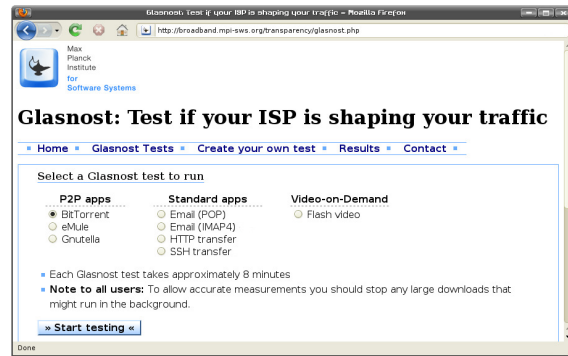 Glasnost: Test if your ISP is shaping your traffic - Mozilla Firefox
http://broadband.mpi-sws.org/transparency/glasnost.php
Max
Planck
Institute
for
Software Systems
Glasnost: Test if your ISP is shaping your traffic
Home Glasnost Tests Create your own test Results Contact
Select a Glasnost test to run
P2P apps Standard apps Video-on-Demand
BitTorrent Email (POP) Flash video
eMule Email (IMAP4)
Gnutella HTTP transfer
SSH transfer
Each Glasnost test takes approximately 8 minutes
Note to all users: To allow accurate measurements you should stop any large downloads that
might run in the background.
» Start testing «
Done